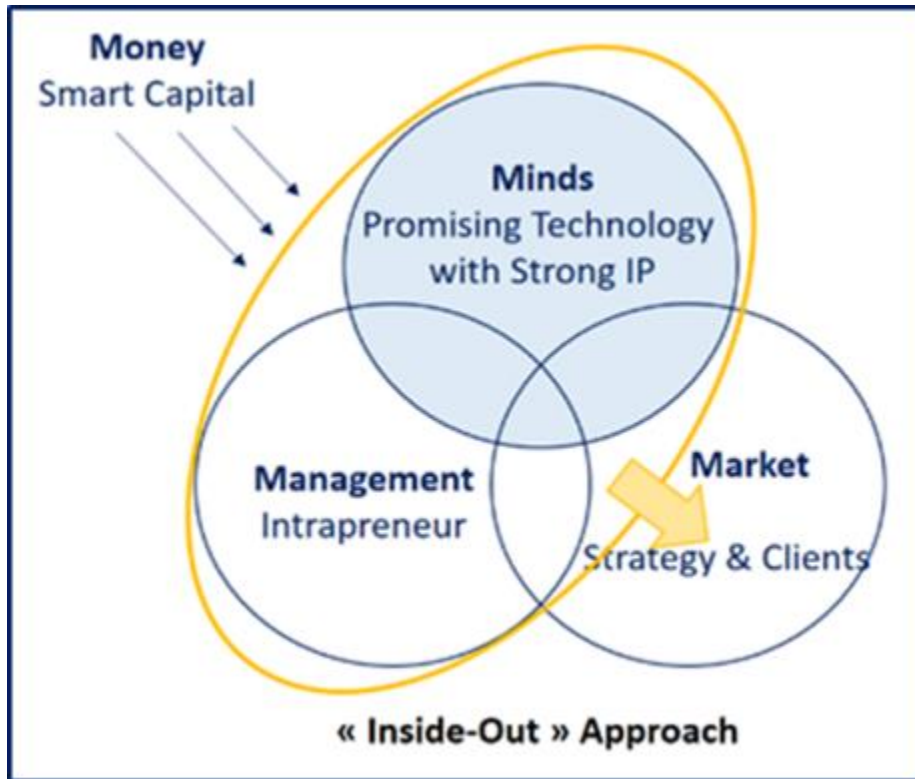 Money
Smart Capital
Minds
Promising Technology
with Strong IP
Management
Intrapreneur
Market
Strategy & Clients
« Inside-Out » Approach